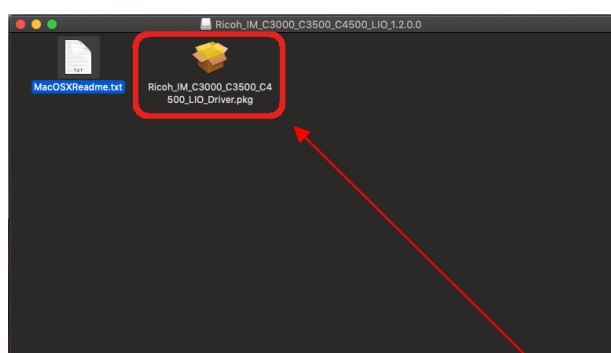 Ricoh_IM_C3000_C3500_C4500_LIO_1.2.0.0
TXT
MacOSXReadme.txt
Ricoh_IM_C3000_C3500_C4
500_LIO_Driver.pkg